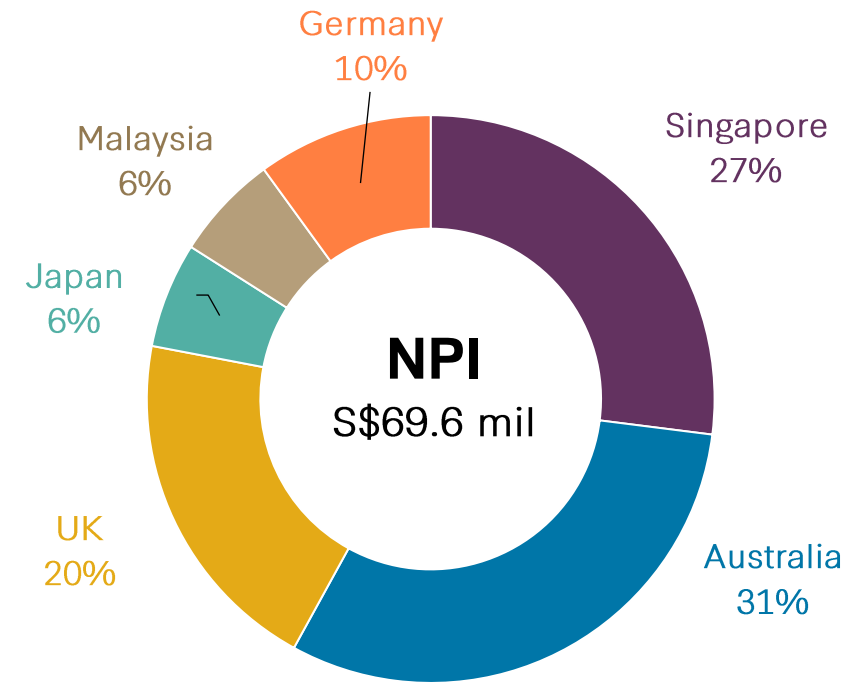 Germany
10%
Singapore
27%
Malaysia
6%
Japan
6%
NPI
S$69.6 mil
UK
20%
Australia
31%